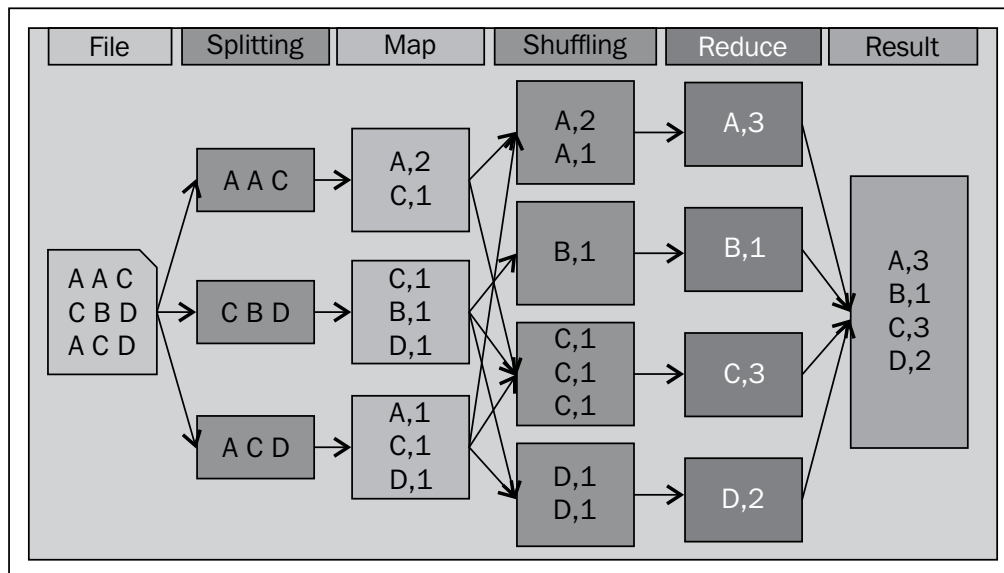 File
Splitting
Map
Shuffling
Reduce
Result
A A C
C B D
A C D
A A C
C B D
A C D
A,2
C,1
C,1
B,1
D,1
A,1
C,1
D,1
A,2
A,1
B,1
C,1
C,1
C,1
D,1
D,1
A,3
B,1
C,3
D,2
A,3
B,1
C,3
D,2